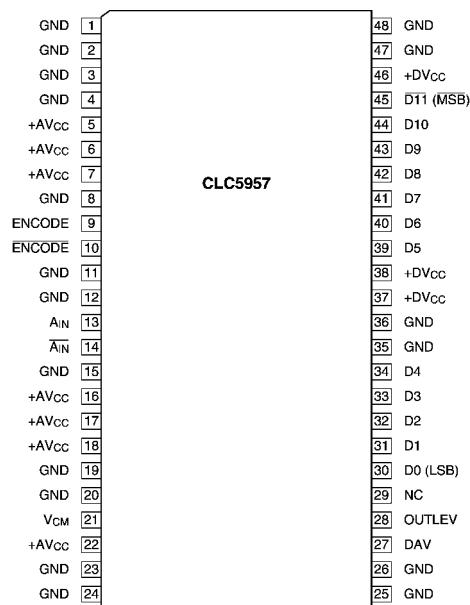 GND 1 48 GND
GND 2 47 GND
GND 3 46 +DVCC
GND 4 45 D̅1̅1̅ (M̅S̅B̅)
+AVCC 5 44 D10
+AVCC 6 43 D9
+AVCC 7 42 D8
CLC5957
GND 8 41 D7
ENCODE 9 40 D6
E̅N̅C̅O̅D̅E̅ 10 39 D5
GND 11 38 +DVCC
GND 12 37 +DVCC
AIN 13 36 GND
A̅I̅N̅ 14 35 GND
GND 15 34 D4
+AVCC 16 33 D3
+AVCC 17 32 D2
+AVCC 18 31 D1
GND 19 30 D0 (LSB)
GND 20 29 NC
VCM 21 28 OUTLEV
+AVCC 22 27 DAV
GND 23 26 GND
GND 24 25 GND